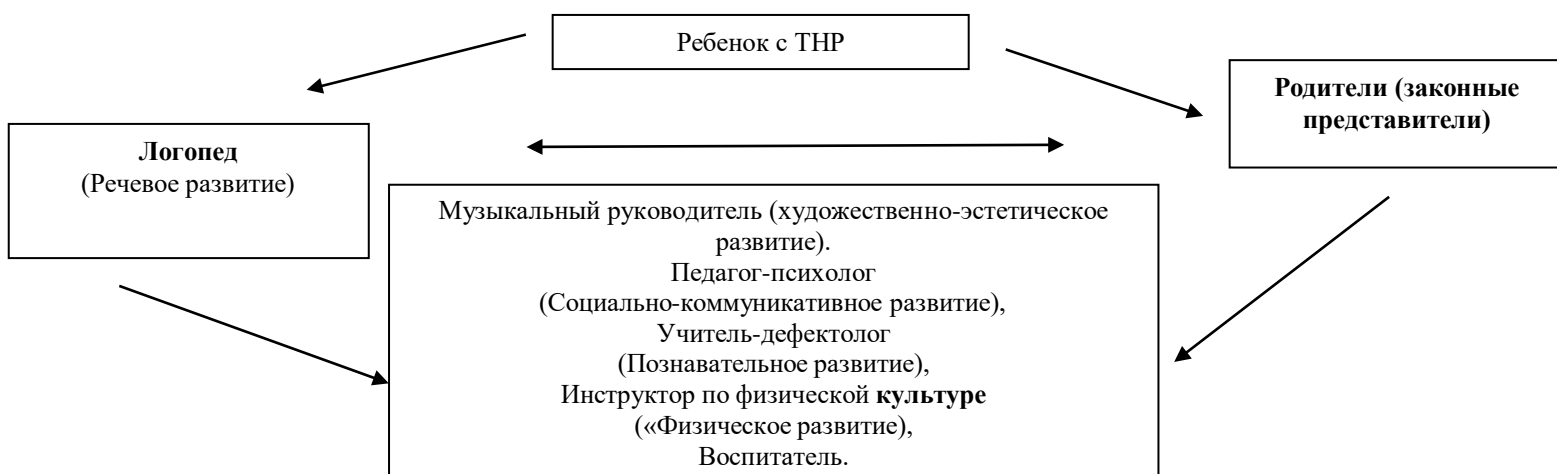 Ребенок с ТНР
Родители (законные
представители)
Логопед
(Речевое развитие)
Музыкальный руководитель (художественно-эстетическое
развитие).
Педагог-психолог
(Социально-коммуникативное развитие),
Учитель-дефектолог
(Познавательное развитие),
Инструктор по физической культуре
(«Физическое развитие),
Воспитатель.